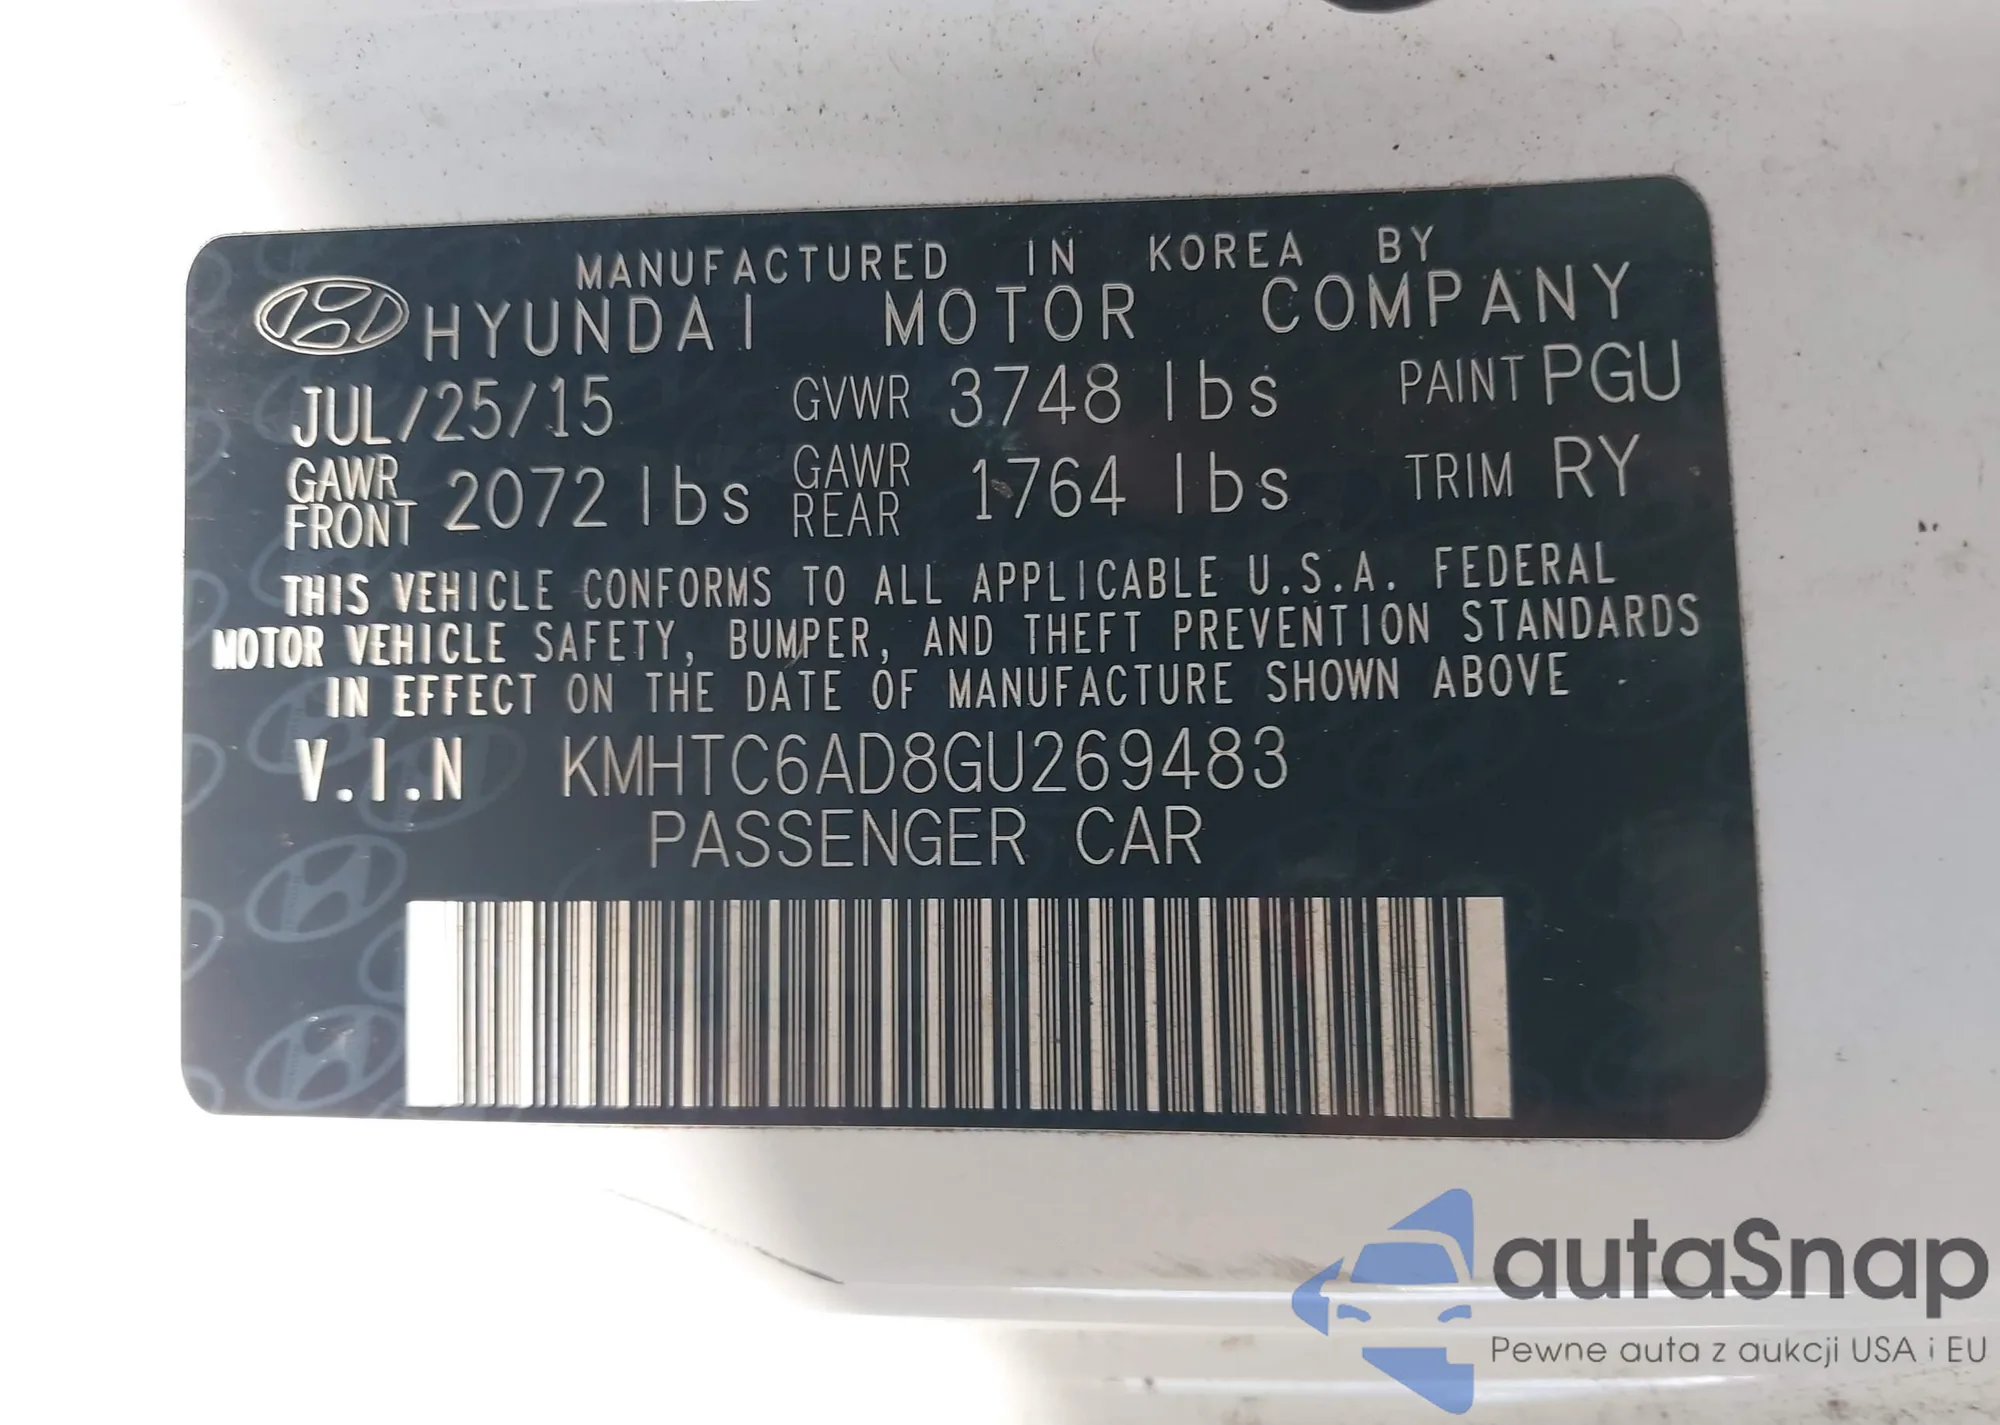 MANUFACTURED IN KOREA BY
HYUNDAI MOTOR COMPANY
JUL/25/15 GVWR 3748 lbs PAINT PGU
GAWR FRONT 2072 lbs GAWR REAR 1764 lbs TRIM RY
THIS VEHICLE CONFORMS TO ALL APPLICABLE U.S.A. FEDERAL
MOTOR VEHICLE SAFETY, BUMPER, AND THEFT PREVENTION STANDARDS
IN EFFECT ON THE DATE OF MANUFACTURE SHOWN ABOVE
V.I.N KMHTC6AD8GU269483
PASSENGER CAR
autaSnap
Pewne auta z aukcji USA i EU